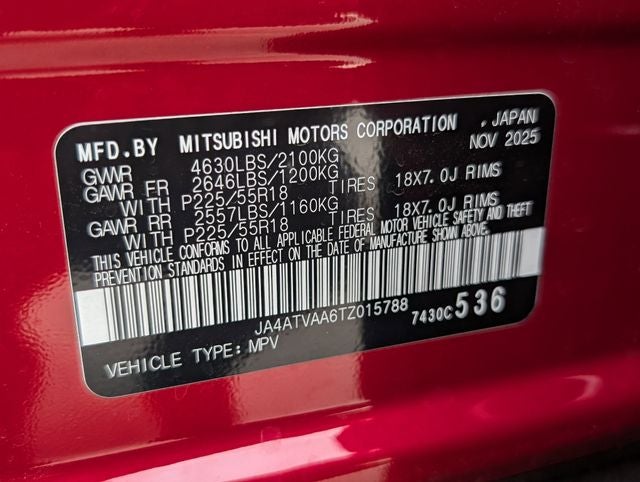 MFD.BY MITSUBISHI MOTORS CORPORATION , JAPAN
NOV 2025
GVWR 4630LBS/2100KG
GAWR FR 2646LBS/1200KG
WITH P225/55R18 TIRES 18X7.0J RIMS
GAWR RR 2557LBS/1160KG
WITH P225/55R18 TIRES 18X7.0J RIMS
THIS VEHICLE CONFORMS TO ALL APPLICABLE FEDERAL MOTOR VEHICLE SAFETY AND THEFT
PREVENTION STANDARDS IN EFFECT ON THE DATE OF MANUFACTURE SHOWN ABOVE.
JA4ATVAA6TZ015788 7430C536
VEHICLE TYPE: MPV